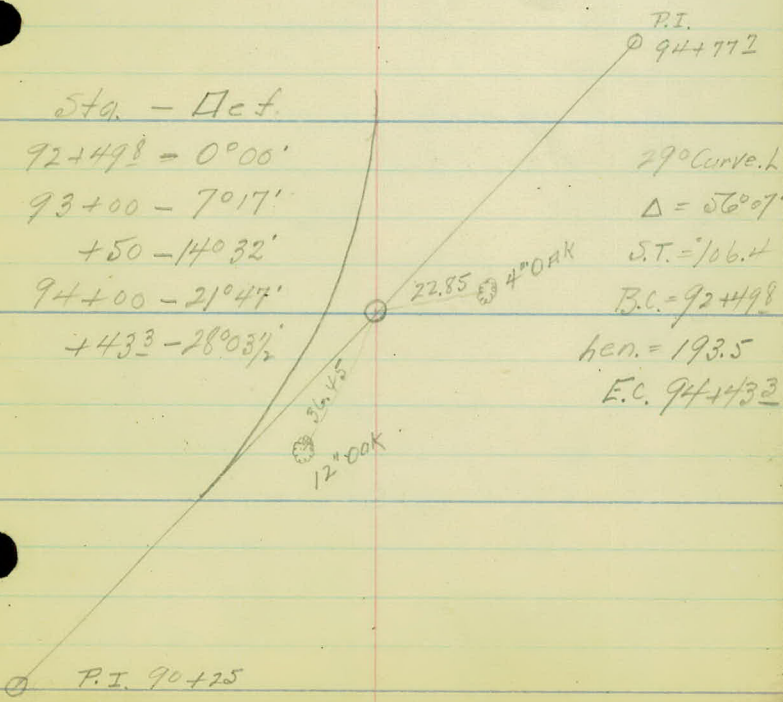 P.I.
94+77 2
Sta. - Def.
92+49 8 = 0°00'
93+00 - 7°17'
+50 - 14°32'
94+00 - 21°47'
+43 3 - 28°03½'
29° Curve. L
Δ = 56°07'
S.T. = 106.4
B.C. = 92+49 8
Len. = 193.5
E.C. 94+43 3
22.85
4" OAK
36.45
12" OAK
P.I. 90+25